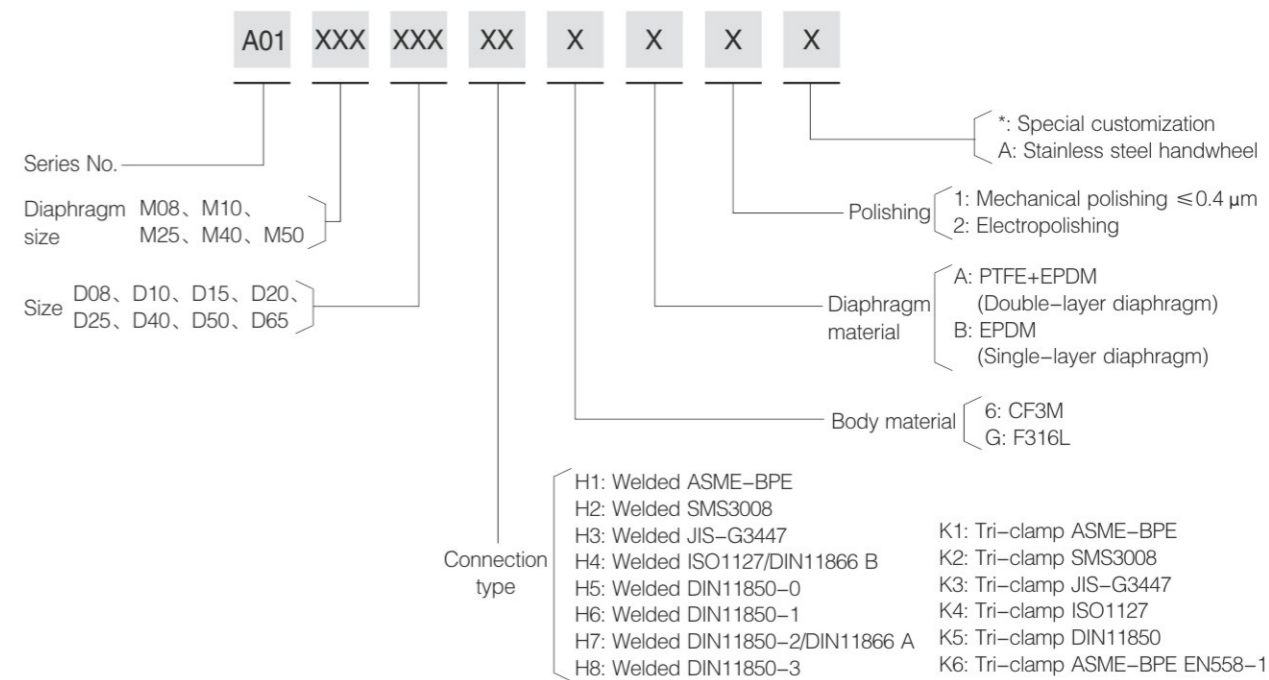 A01 XXX XXX XX X X X X
*: Special customization
A: Stainless steel handwheel
Series No.
Diaphragm size
M08、M10、
M25、M40、M50
Polishing
1: Mechanical polishing ≤0.4 μm
2: Electropolishing
Size
D08、D10、D15、D20、
D25、D40、D50、D65
Diaphragm
material
A: PTFE+EPDM
(Double-layer diaphragm)
B: EPDM
(Single-layer diaphragm)
Body material
6: CF3M
G: F316L
Connection
type
H1: Welded ASME-BPE
H2: Welded SMS3008
H3: Welded JIS-G3447
H4: Welded ISO1127/DIN11866 B
H5: Welded DIN11850-0
H6: Welded DIN11850-1
H7: Welded DIN11850-2/DIN11866 A
H8: Welded DIN11850-3
K1: Tri-clamp ASME-BPE
K2: Tri-clamp SMS3008
K3: Tri-clamp JIS-G3447
K4: Tri-clamp ISO1127
K5: Tri-clamp DIN11850
K6: Tri-clamp ASME-BPE EN558-1